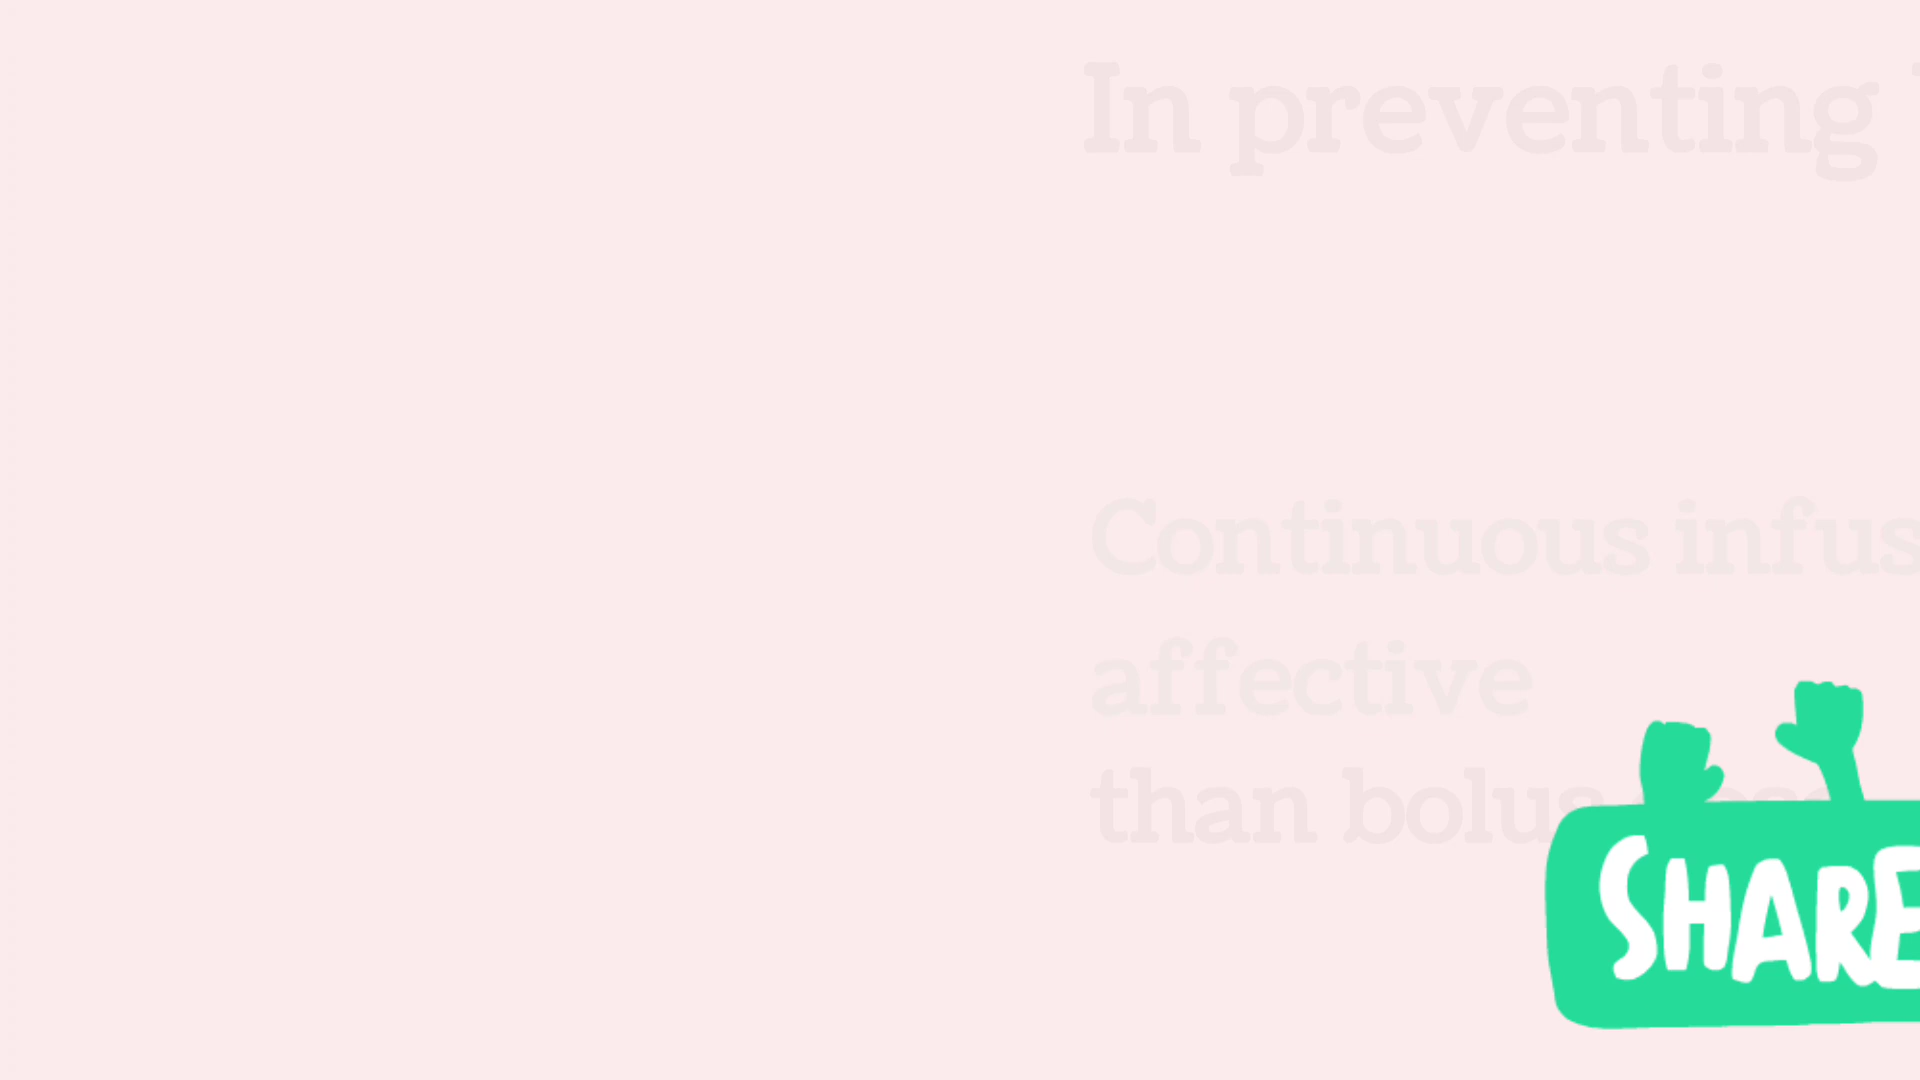 In preventing
Continuous infus
affective
than bolus
SHARE